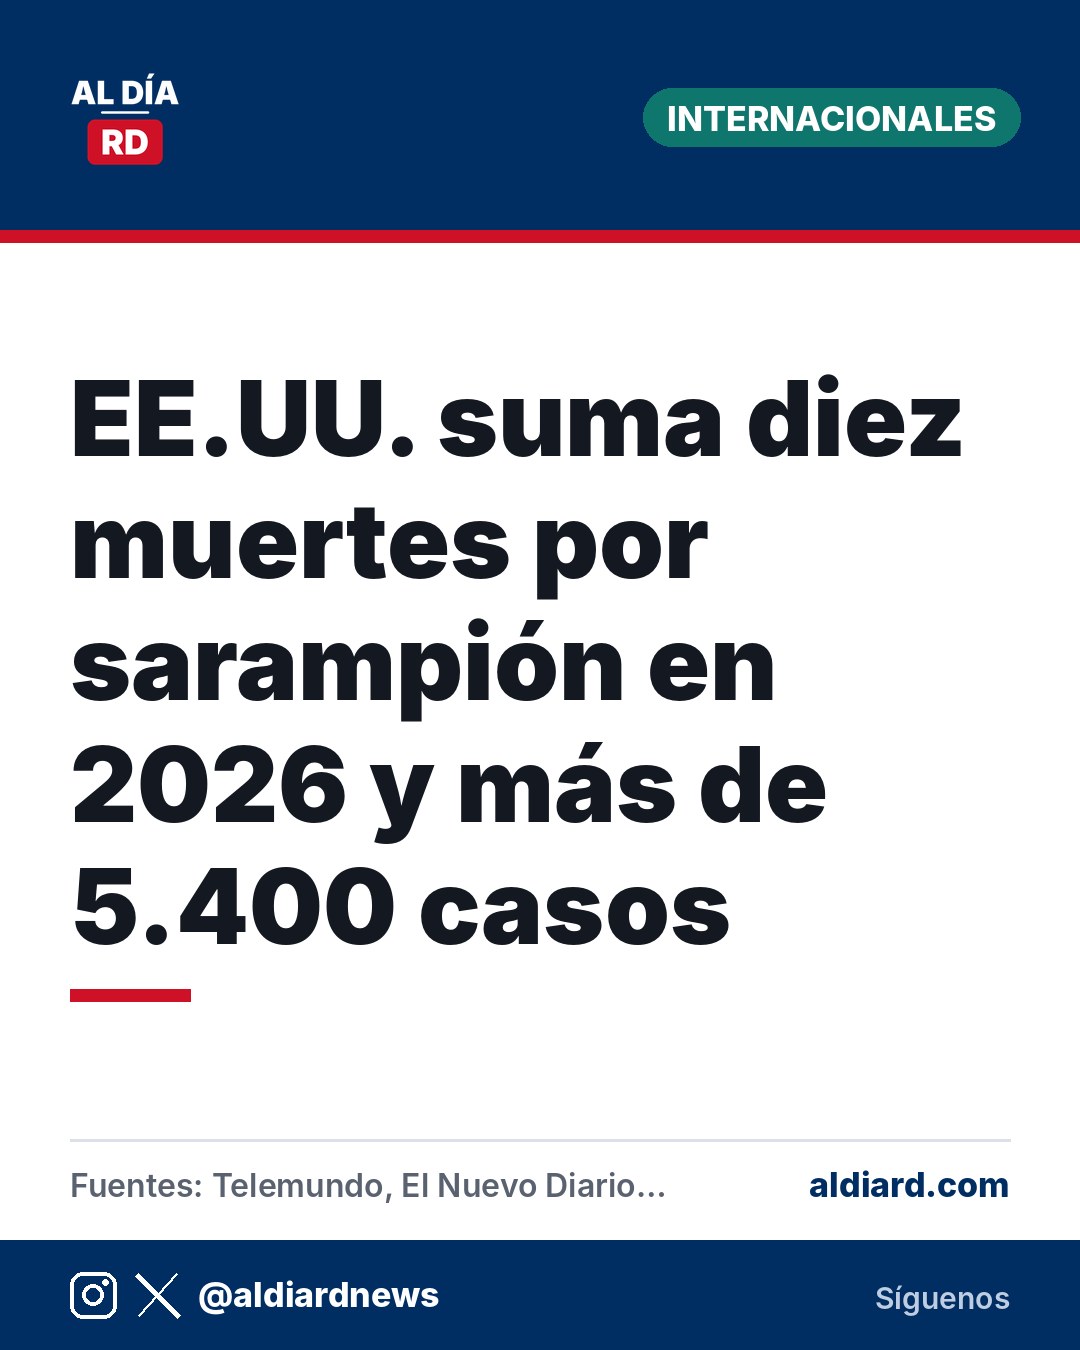 AL DÍA
RD
INTERNACIONALES
EE.UU. suma diez
muertes por
sarampión en
2026 y más de
5.400 casos
Fuentes: Telemundo, El Nuevo Diario...
aldiard.com
@aldiardnews
Síguenos